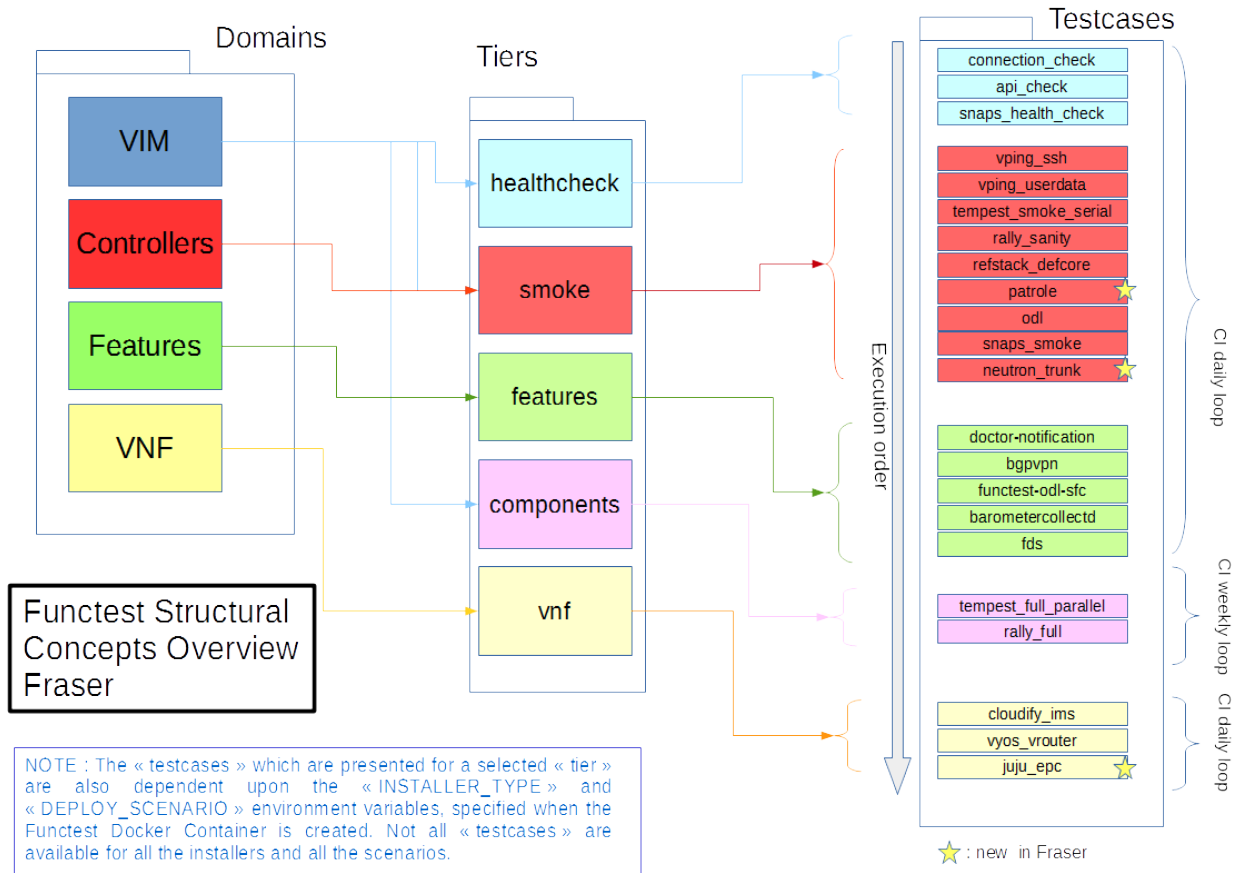 Domains
VIM
Controllers
Features
VNF
Tiers
healthcheck
smoke
features
components
vnf
Execution order
Testcases
connection_check
api_check
snaps_health_check
vping_ssh
vping_userdata
tempest_smoke_serial
rally_sanity
refstack_defcore
patrole
odl
snaps_smoke
neutron_trunk
doctor-notification
bgpvpn
functest-odl-sfc
barometercollectd
fds
tempest_full_parallel
rally_full
cloudify_ims
vyos_vrouter
juju_epc
CI daily loop
CI weekly loop
CI daily loop
: new in Fraser
Functest Structural
Concepts Overview
Fraser
NOTE : The « testcases » which are presented for a selected « tier »
are also dependent upon the « INSTALLER_TYPE » and
« DEPLOY_SCENARIO » environment variables, specified when the
Functest Docker Container is created. Not all « testcases » are
available for all the installers and all the scenarios.